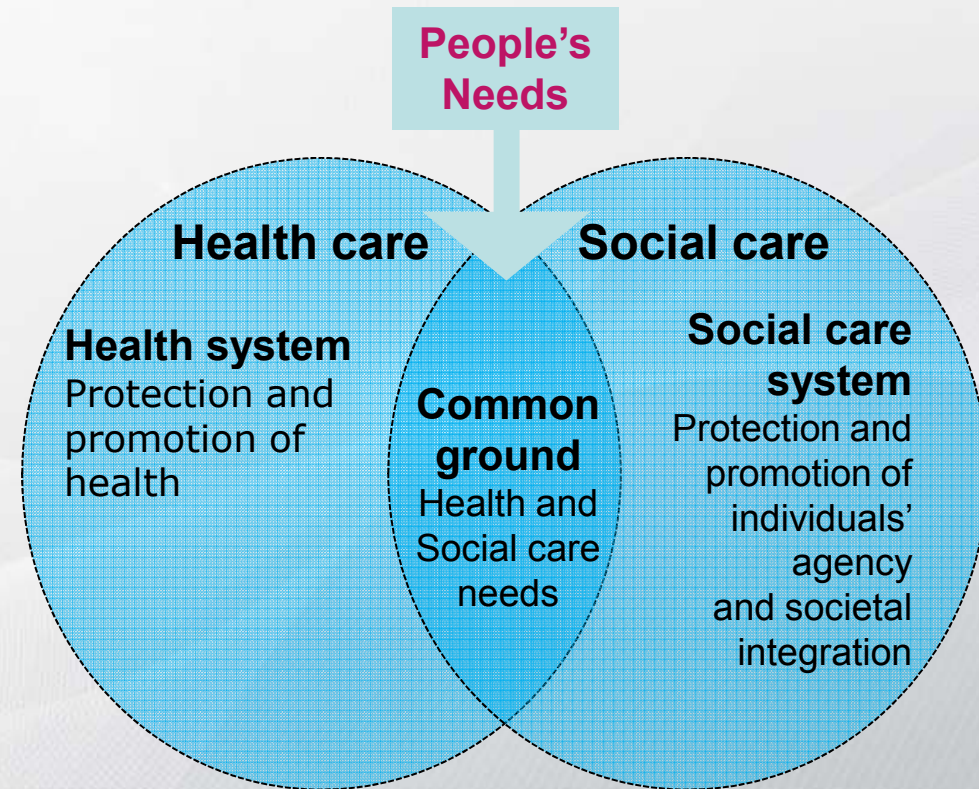 People’s
Needs
Health care
Social care
Health system
Protection and
promotion of
health
Common
ground
Health and
Social care
needs
Social care
system
Protection and
promotion of
individuals’
agency
and societal
integration